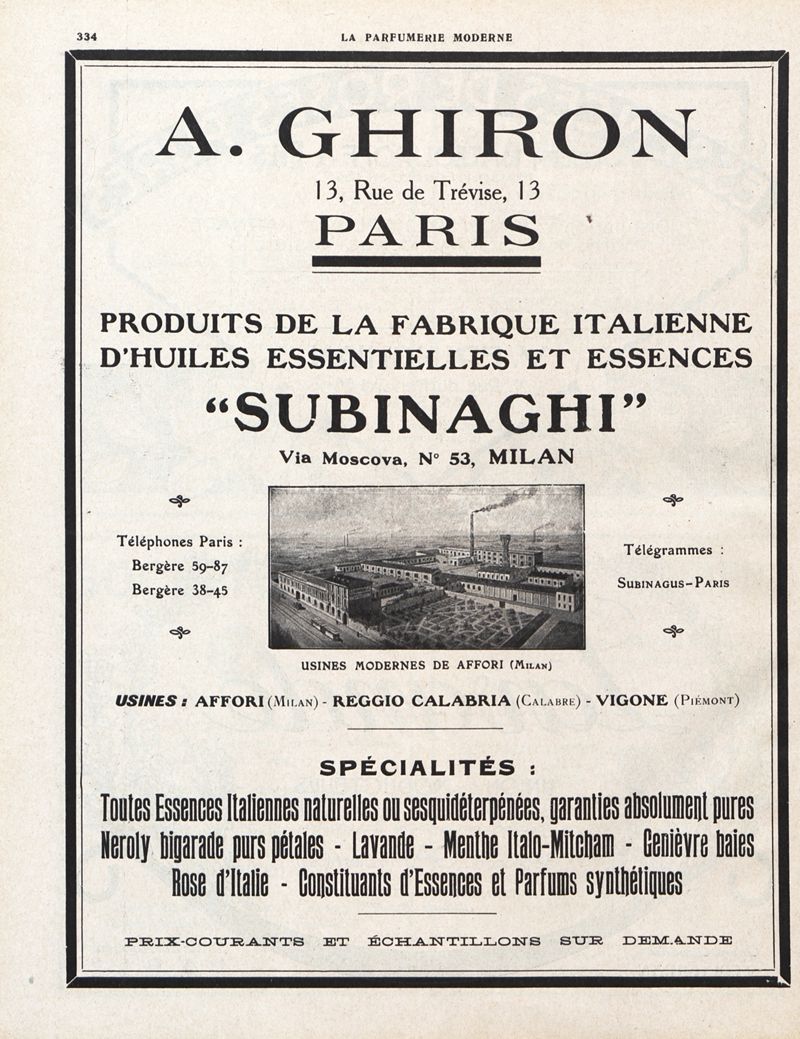 334
LA PARFUMERIE MODERNE
A. GHIRON
13, Rue de Trévise, 13
PARIS
PRODUITS DE LA FABRIQUE ITALIENNE
D'HUILES ESSENTIELLES ET ESSENCES
“SUBINAGHI”
Via Moscova, N° 53, MILAN
Téléphones Paris :
Bergère 59-87
Bergère 38-45
Télégrammes :
SUBINAGUS-PARIS
USINES MODERNES DE AFFORI (MILAN)
USINES : AFFORI (MILAN) - REGGIO CALABRIA (CALABRE) - VIGONE (PIÉMONT)
SPÉCIALITÉS :
Toutes Essences Italiennes naturelles ou sesquidéterpénées, garanties absolument pures
Neroly bigarade purs pétales - Lavande - Menthe Italo-Mitcham - Genièvre baies
Rose d'Italie - Constituants d'Essences et Parfums synthétiques
PRIX-COURANTS ET ÉCHANTILLONS SUR DEMANDE